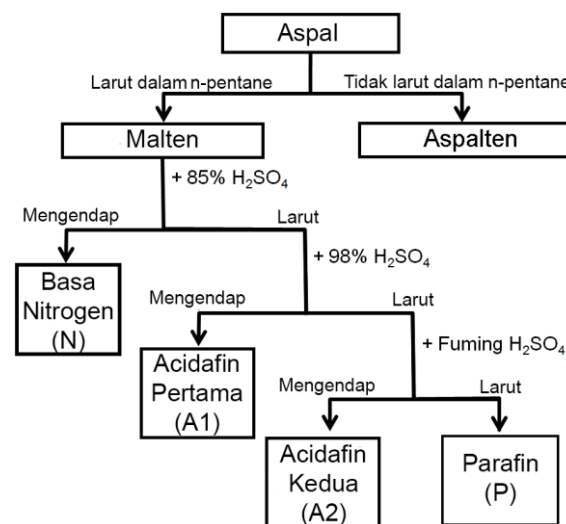 Aspal
Larut dalam n-pentane
Tidak larut dalam n-pentane
Malten
Aspalten
+ 85% H₂SO₄
Mengendap
Larut
Basa
Nitrogen
(N)
+ 98% H₂SO₄
Mengendap
Larut
Acidafin
Pertama
(A1)
+ Fuming H₂SO₄
Mengendap
Larut
Acidafin
Kedua
(A2)
Parafin
(P)